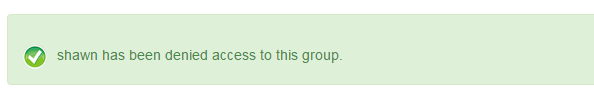 shawn has been denied access to this group.